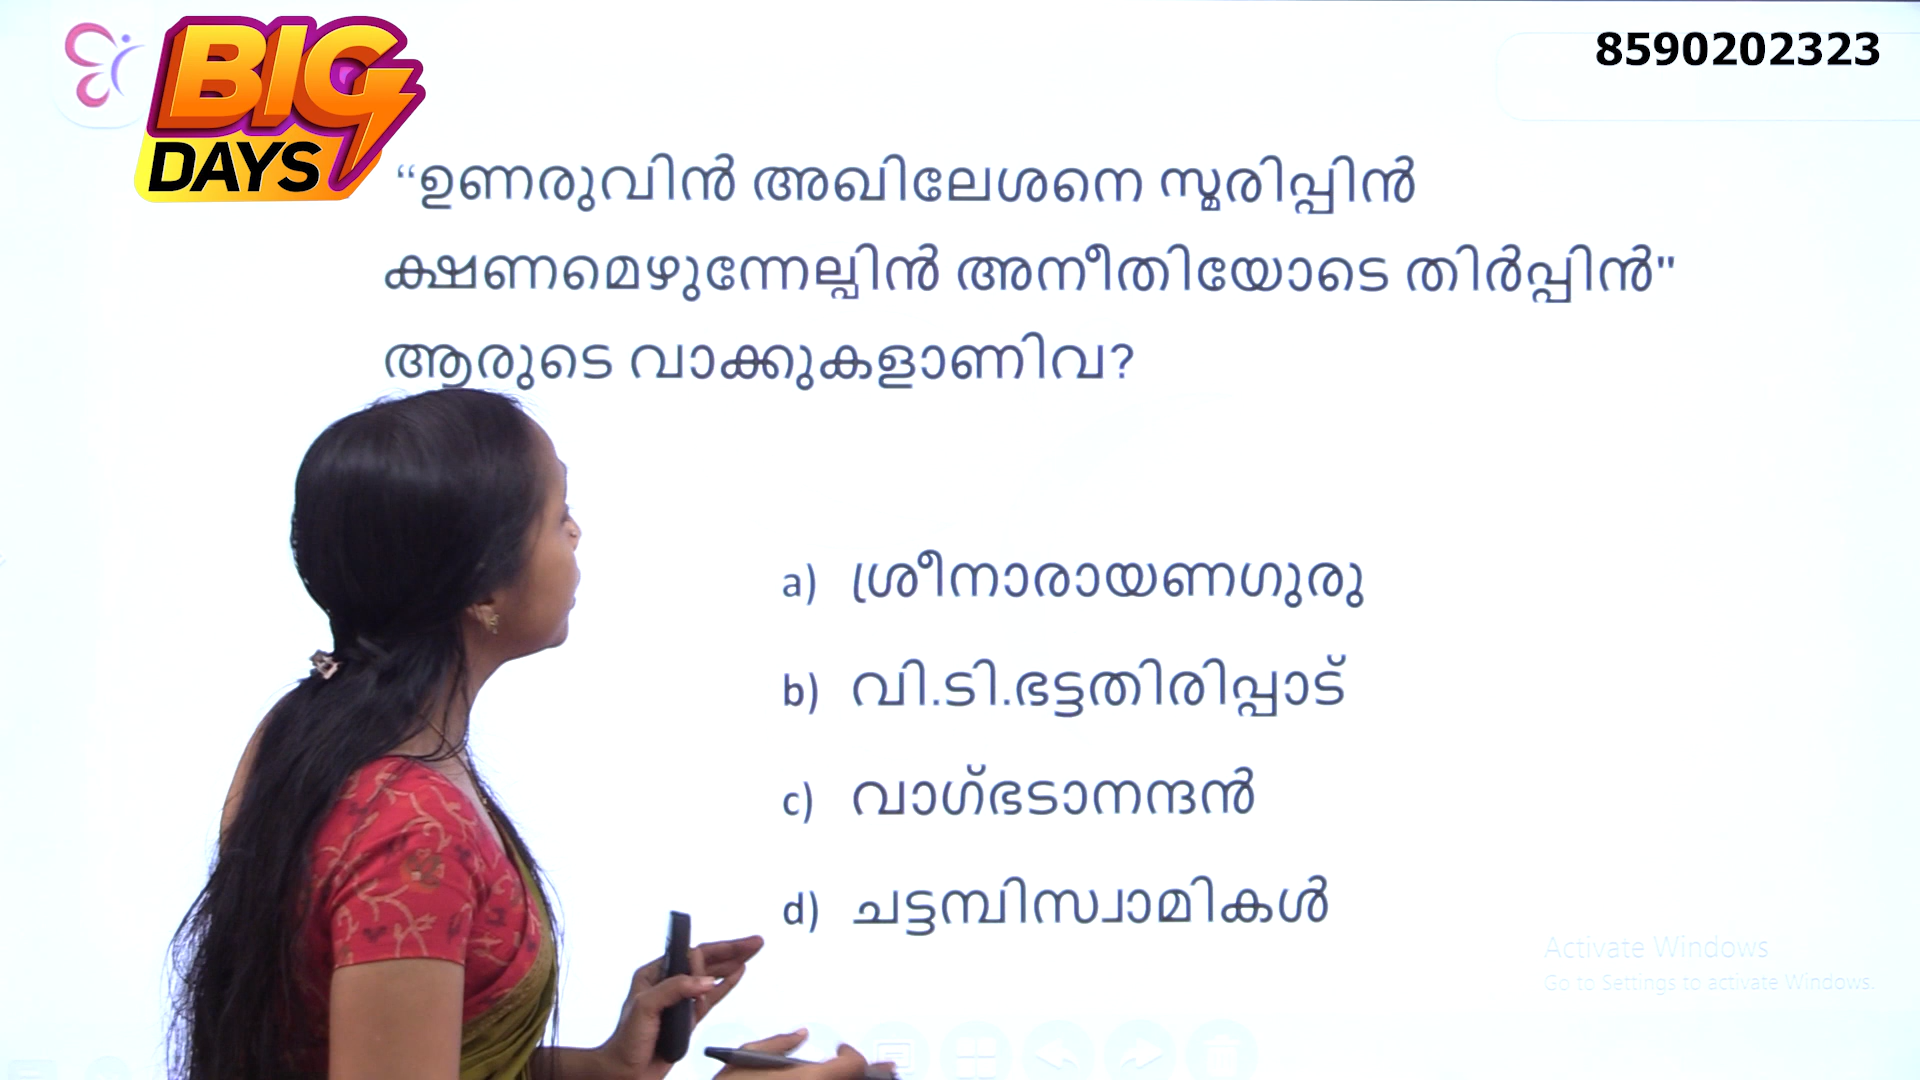 BIG
DAYS
8590202323
“ഉണരുവിൻ അഖിലേശനെ സ്മരിപ്പിൻ
ക്ഷണമെഴുന്നേല്പിൻ അനീതിയോടെ തിർപ്പിൻ"
ആരുടെ വാക്കുകളാണിവ?
a) ശ്രീനാരായണഗുരു
b) വി.ടി.ഭട്ടതിരിപ്പാട്
c) വാഗ്ഭടാനന്ദൻ
d) ചട്ടമ്പിസ്വാമികൾ
Activate Windows
Go to Settings to activate Windows.